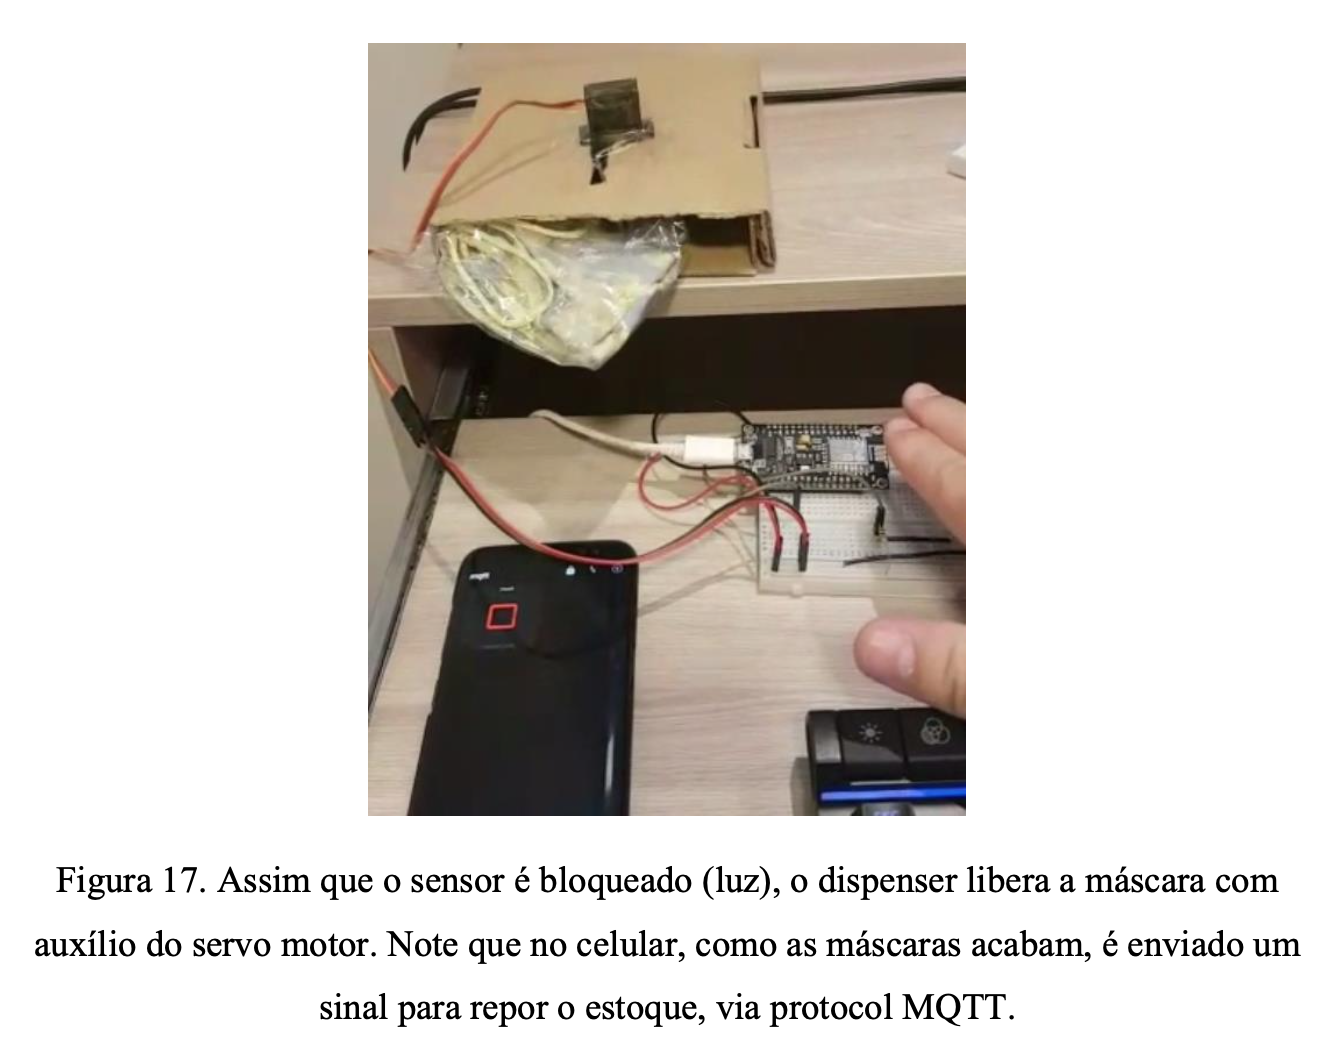 mqtt
Figura 17. Assim que o sensor é bloqueado (luz), o dispenser libera a máscara com
auxílio do servo motor. Note que no celular, como as máscaras acabam, é enviado um
sinal para repor o estoque, via protocol MQTT.